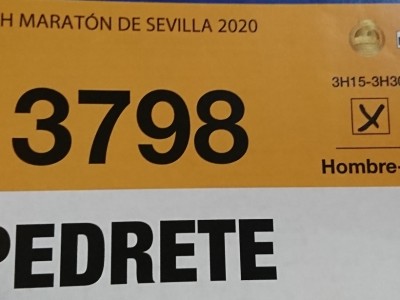 H MARATÓN DE SEVILLA 2020
3H15-3H30
3798
X
Hombre-
PEDRETE